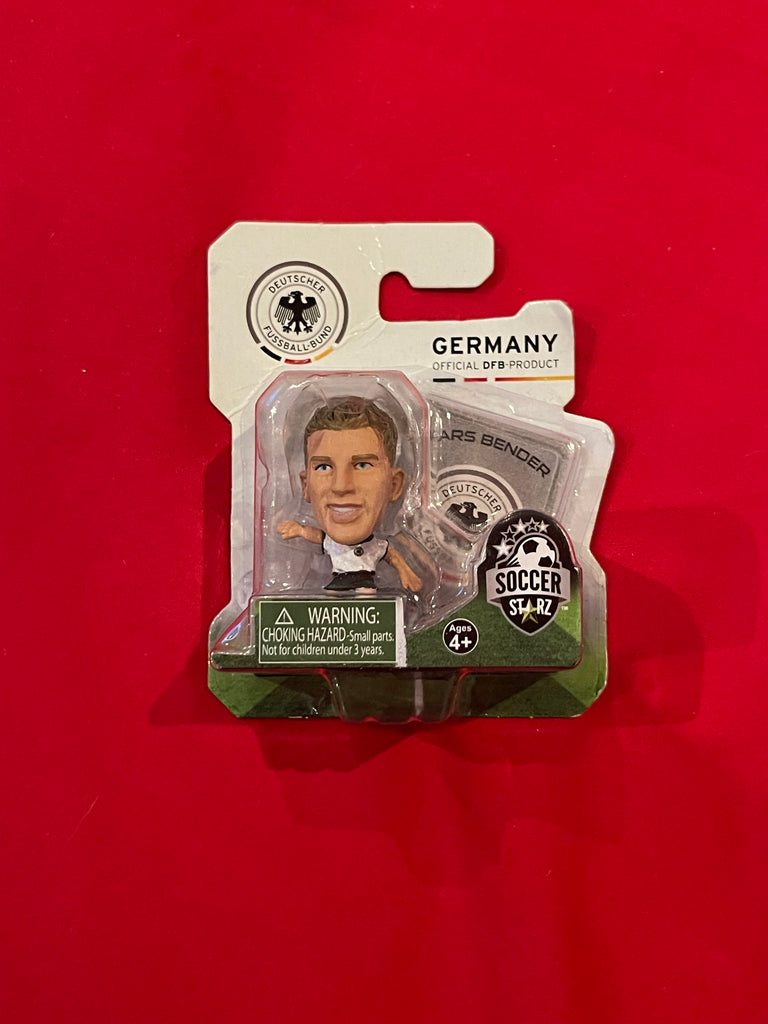 DEUTSCHER
FUSSBALL-BUND
GERMANY
OFFICIAL DFB-PRODUCT
ARS BENDER
DEUTSCHER
SOCCER
STARZ™
WARNING:
CHOKING HAZARD-Small parts.
Not for children under 3 years.
Ages
4+